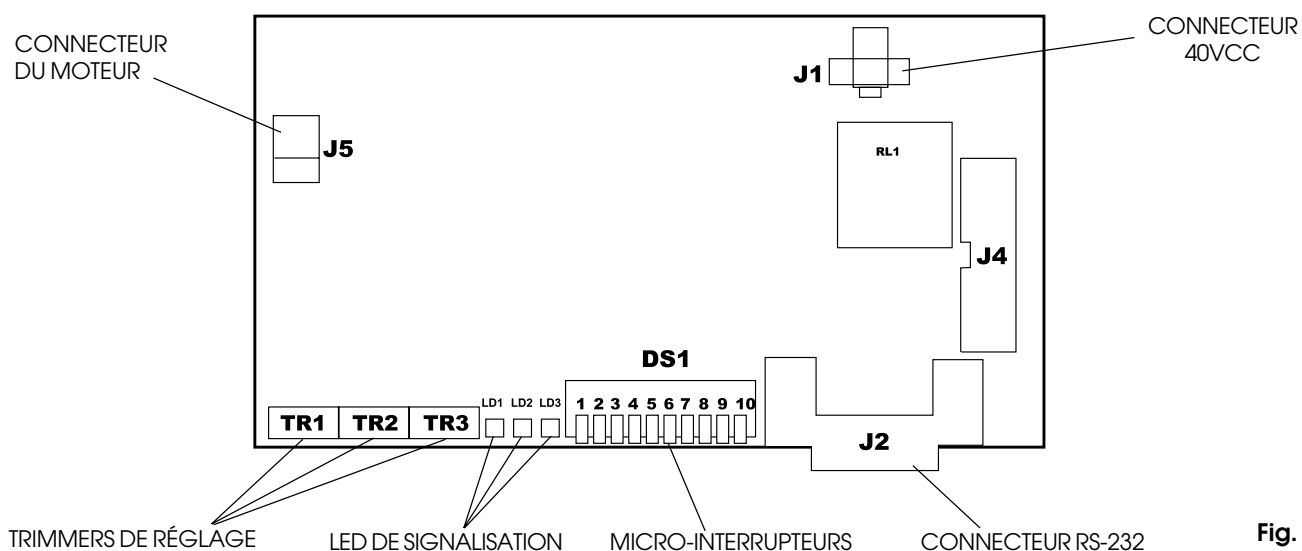 CONNECTEUR
DU MOTEUR
CONNECTEUR
40VCC
J1
J5
RL1
J4
DS1
LD1 LD2 LD3
1 2 3 4 5 6 7 8 9 10
TR1 TR2 TR3
J2
TRIMMERS DE RÉGLAGE
LED DE SIGNALISATION
MICRO-INTERRUPTEURS
CONNECTEUR RS-232
Fig.